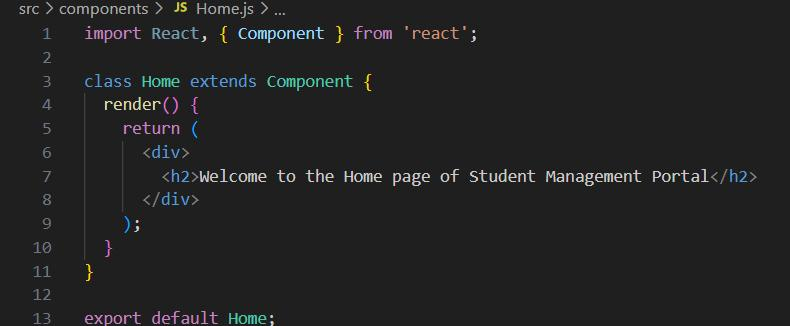 src > components > JS Home.js > ...
1 import React, { Component } from 'react';
2
3 class Home extends Component {
4   render() {
5     return (
6       <div>
7         <h2>Welcome to the Home page of Student Management Portal</h2>
8       </div>
9     );
10   }
11 }
12
13 export default Home;